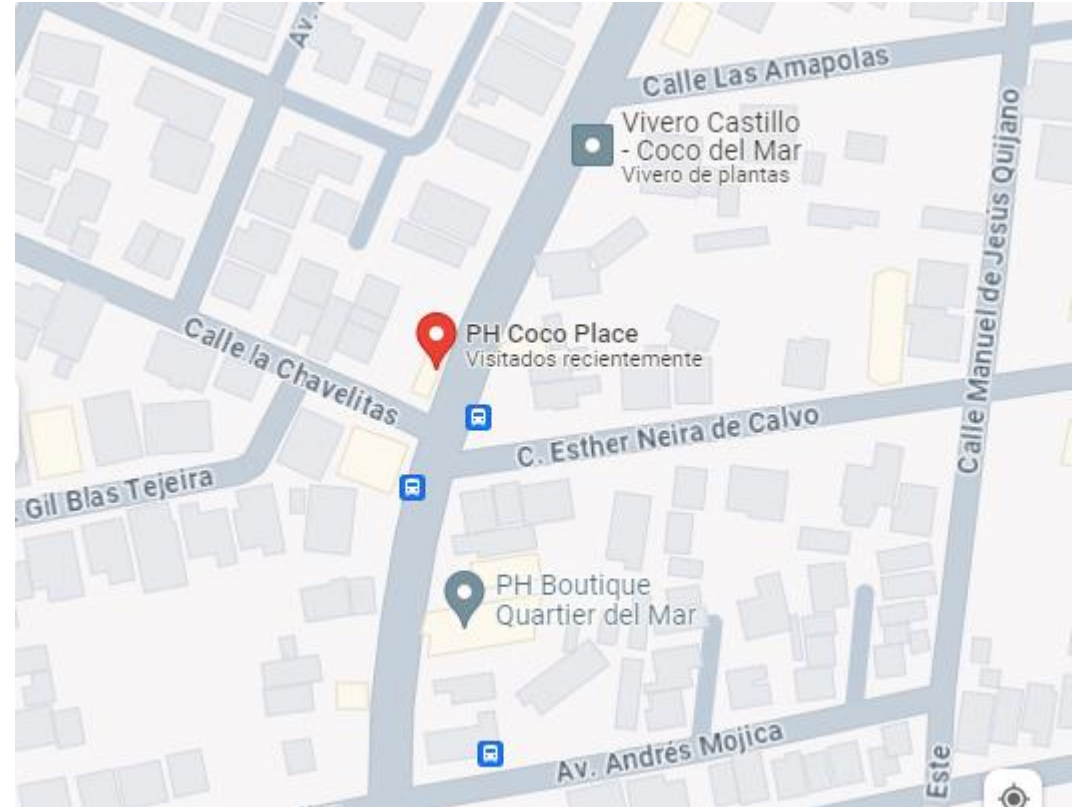 Av.
Calle Las Amapolas
Vivero Castillo
- Coco del Mar
Vivero de plantas
Calle Manuel de Jesús Quijano
PH Coco Place
Visitados recientemente
Calle la Chavelitas
C. Esther Neira de Calvo
Gil Blas Tejeira
PH Boutique
Quartier del Mar
Av. Andrés Mojica
Este